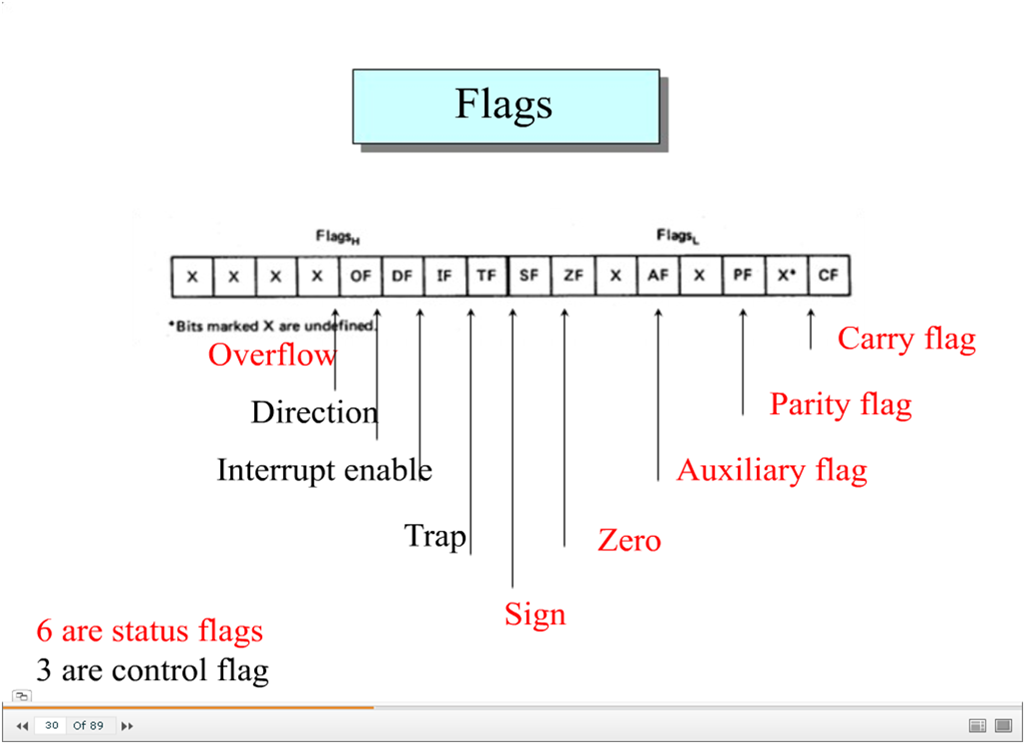 Flags
FlagsH FlagsL
X X X X OF DF IF TF SF ZF X AF X PF X* CF
*Bits marked X are undefined.
Overflow
Carry flag
Direction
Parity flag
Interrupt enable
Auxiliary flag
Trap
Zero
Sign
6 are status flags
3 are control flag
30 Of 89